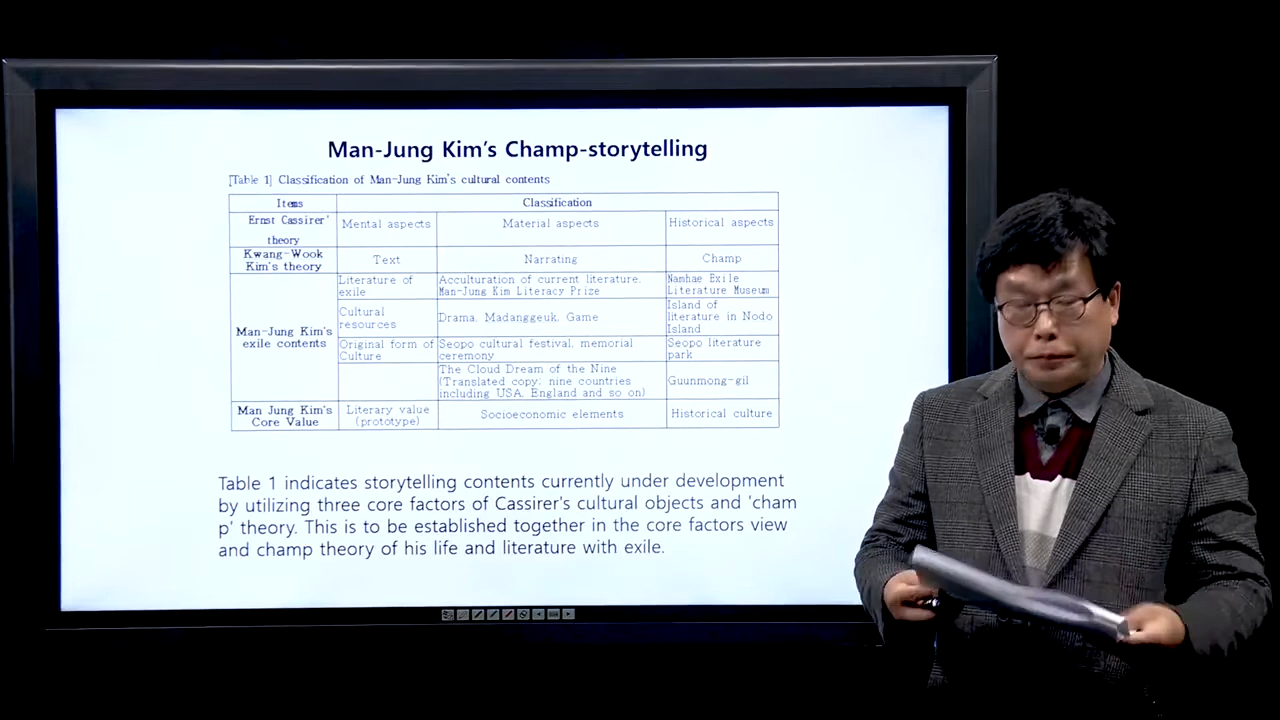 Man-Jung Kim's Champ-storytelling
[Table 1] Classification of Man-Jung Kim's cultural contents
Items
Classification
Ernst Cassirer'
theory
Mental aspects
Material aspects
Historical aspects
Kwang-Wook
Kim's theory
Text
Narrating
Champ
Man-Jung Kim's
exile contents
Literature of
exile
Acculturation of current literature.
Man-Jung Kim Literacy Prize
Namhae Exile
Literature Museum
Cultural
resources
Drama. Madanggeuk. Game
Island of
literature in Nodo
Island
Original form of
Culture
Seopo cultural festival. memorial
ceremony
Seopo literature
park
The Cloud Dream of the Nine
(Translated copy: nine countries
including USA. England and so on)
Guunmong-gil
Man Jung Kim's
Core Value
Literary value
(prototype)
Socioeconomic elements
Historical culture
Table 1 indicates storytelling contents currently under development
by utilizing three core factors of Cassirer's cultural objects and 'cham
p' theory. This is to be established together in the core factors view
and champ theory of his life and literature with exile.